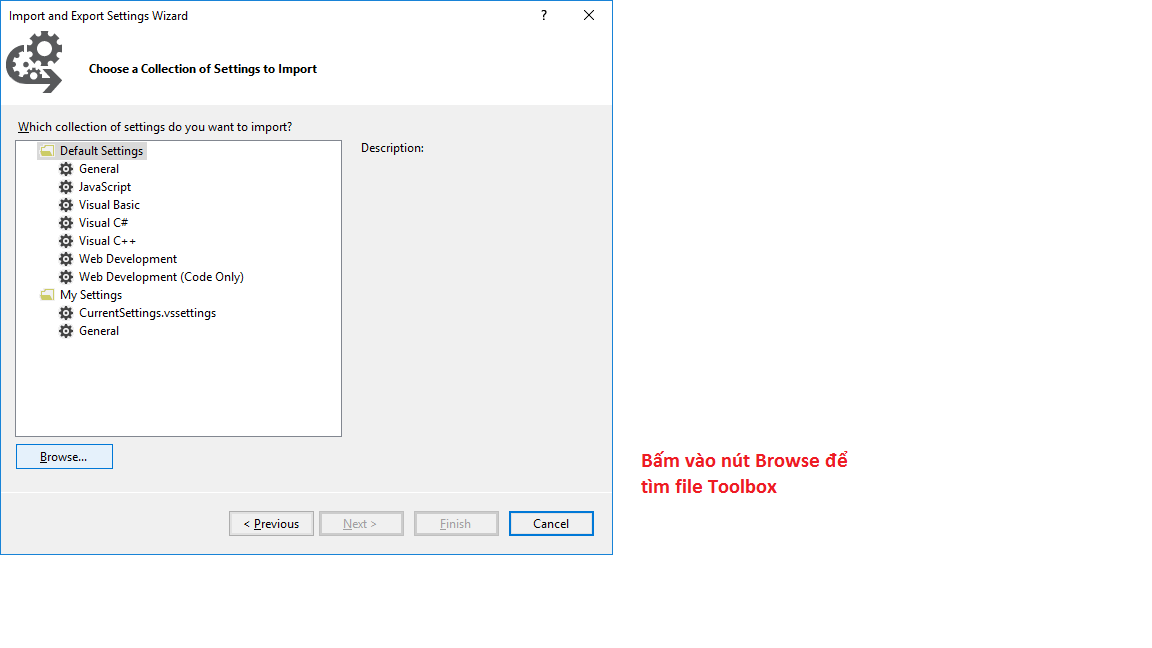 Import and Export Settings Wizard
?
Choose a Collection of Settings to Import
Which collection of settings do you want to import?
Default Settings
General
JavaScript
Visual Basic
Visual C#
Visual C++
Web Development
Web Development (Code Only)
My Settings
CurrentSettings.vssettings
General
Description:
Browse...
Bấm vào nút Browse để
tìm file Toolbox
< Previous
Next >
Finish
Cancel